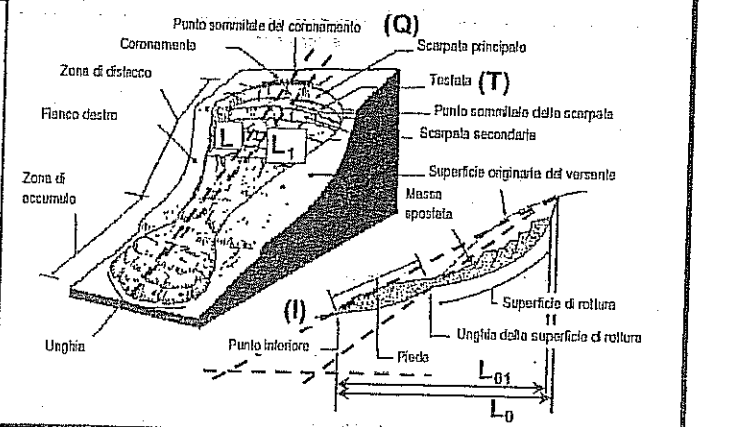 Punto sommitale del coronamento (Q)
Coronamento
Scarpata principale
Zona di distacco
Testata (T)
Fianco destro
Punto sommitale della scarpata
Scarpata secondaria
L
L1
Superficie originaria del versante
Zona di
accumulo
Massa
spostata
(I)
Superficie di rottura
Unghia
Punto inferiore
Unghia della superficie di rottura
Piede
L01
L0